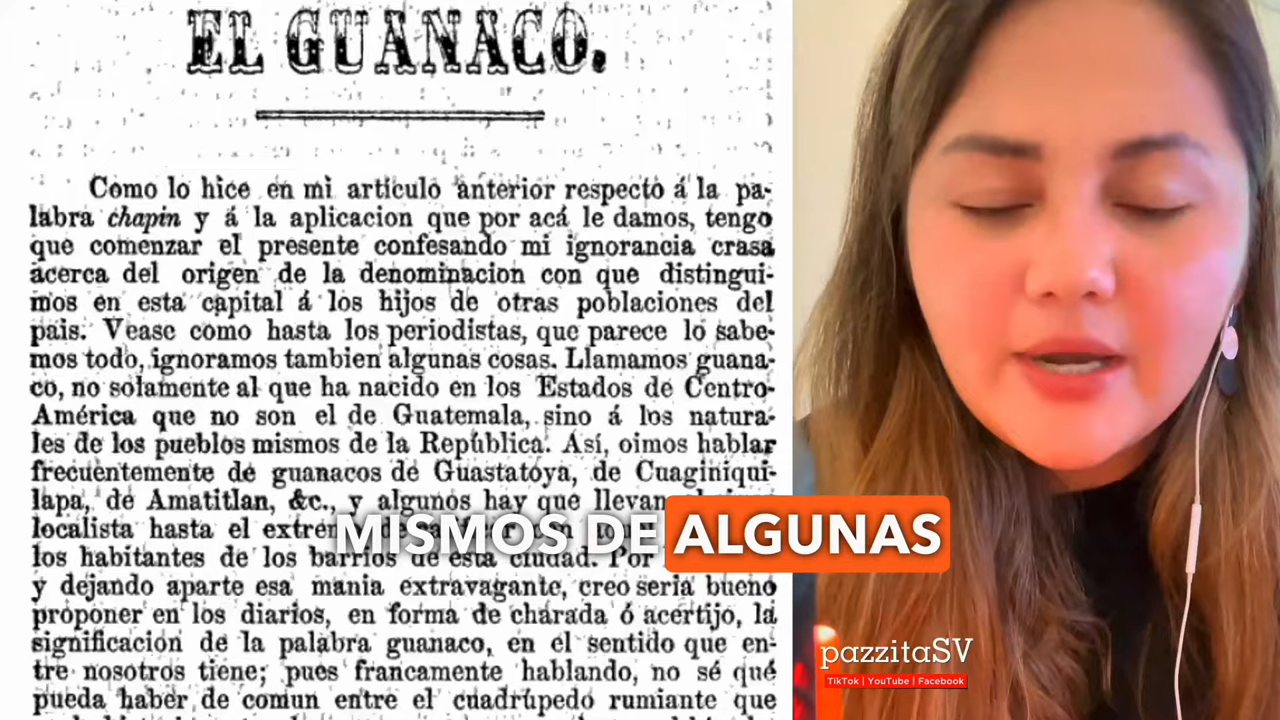 EL GUANACO.
Como lo hice en mi artículo anterior respecto á la pa-
labra chapin y á la aplicacion que por acá le damos, tengo
que comenzar el presente confesando mi ignorancia crasa
acerca del origen de la denominacion con que distingui-
mos en esta capital á los hijos de otras poblaciones del
pais. Véase como hasta los periodistas, que parece lo sabe-
mos todo, ignoramos tambien algunas cosas. Llamamos guana-
co, no solamente al que ha nacido en los Estados de Centro-
América que no son el de Guatemala, sino á los natura-
les de los pueblos mismos de la República. Así, oimos hablar
frecuentemente de guanacos de Guastatoya, de Cuaginiqui-
lapa, de Amatitlan, &c., y algunos hay que llevan
localista hasta el
los habitantes de los barrios de esta ciudad. Por
y dejando aparte esa mania extravagante, creo seria bueno
proponer en los diarios, en forma de charada ó acertijo, la
significación de la palabra guanaco, en el sentido que en-
tre nosotros tiene; pues francamente hablando, no sé qué
pueda haber de comun entre el cuadrúpedo rumiante que
MISMOS DE ALGUNAS
pazzitaSV
TikTok | YouTube | Facebook